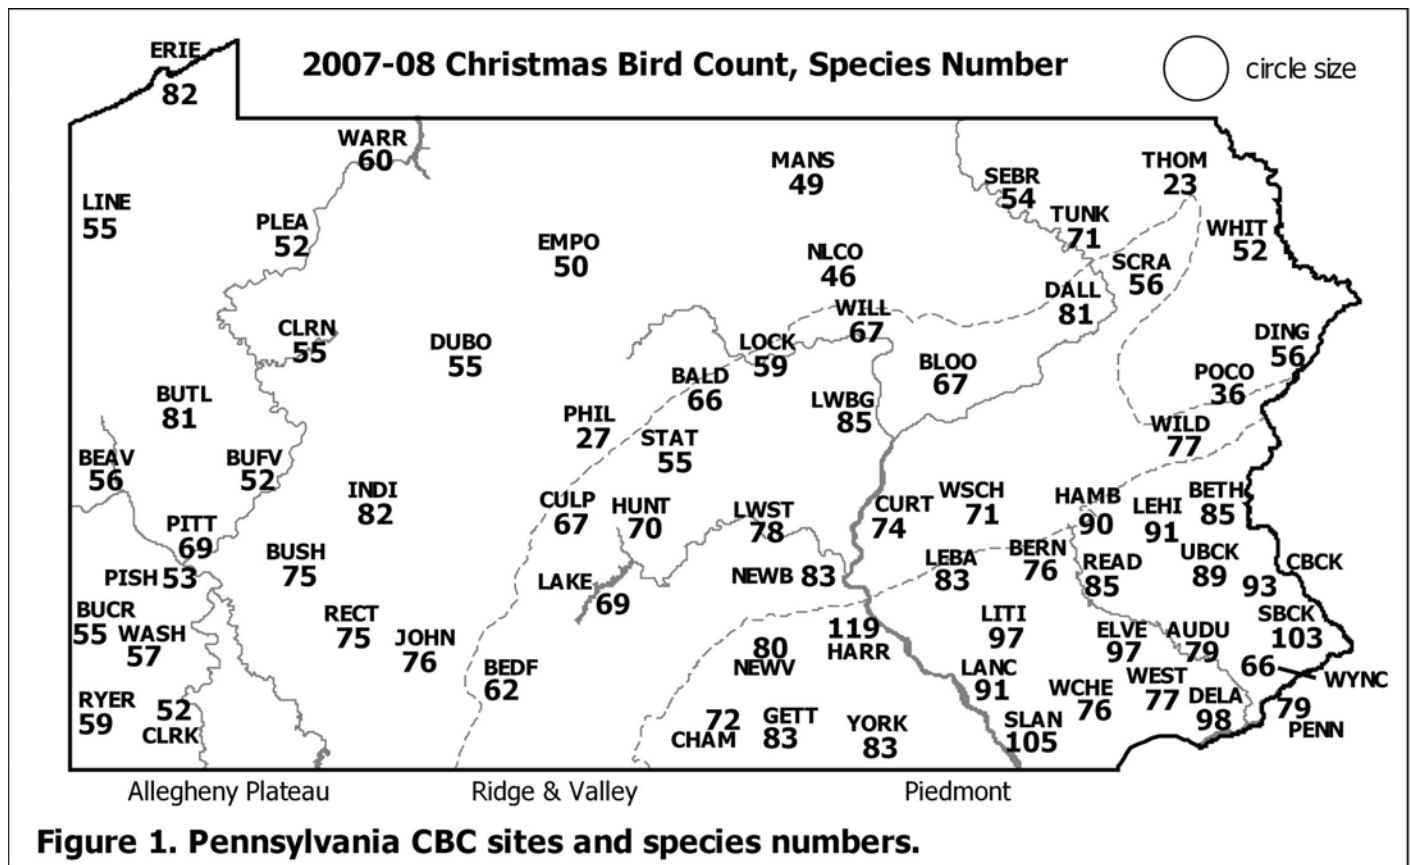 2007-08 Christmas Bird Count, Species Number
circle size
ERIE
82
WARR
60
MANS
49
THOM
23
SEBR
54
LINE
55
PLEA
52
TUNK
71
WHIT
52
EMPO
50
NLCO
46
SCRA
56
DALL
81
WILL
67
CLRN
55
DUBO
55
LOCK
59
DING
56
BLOO
67
POCO
36
BALD
66
BUTL
81
LWBG
85
PHIL
27
STAT
55
WILD
77
BEAV
56
BUFV
52
INDI
82
CULP
67
HUNT
70
LWST
78
CURT
74
WSCH
71
HAMB
90
LEHI
91
BETH
85
PITT
69
BUSH
75
PISH 53
LAKE
69
NEWB 83
LEBA
83
BERN
76
READ
85
UBCK
89
CBCK
93
BUCR
55
WASH
57
RECT
75
JOHN
76
BEDF
62
80
NEWV
119
HARR
LITI
97
ELVE
97
AUDU
79
SBCK
103
66
WYNC
RYER
59
52
CLRK
LANC
91
WCHE
76
WEST
77
DELA
98
79
PENN
72
CHAM
GETT
83
YORK
83
SLAN
105
Allegheny Plateau
Ridge & Valley
Piedmont
Figure 1. Pennsylvania CBC sites and species numbers.